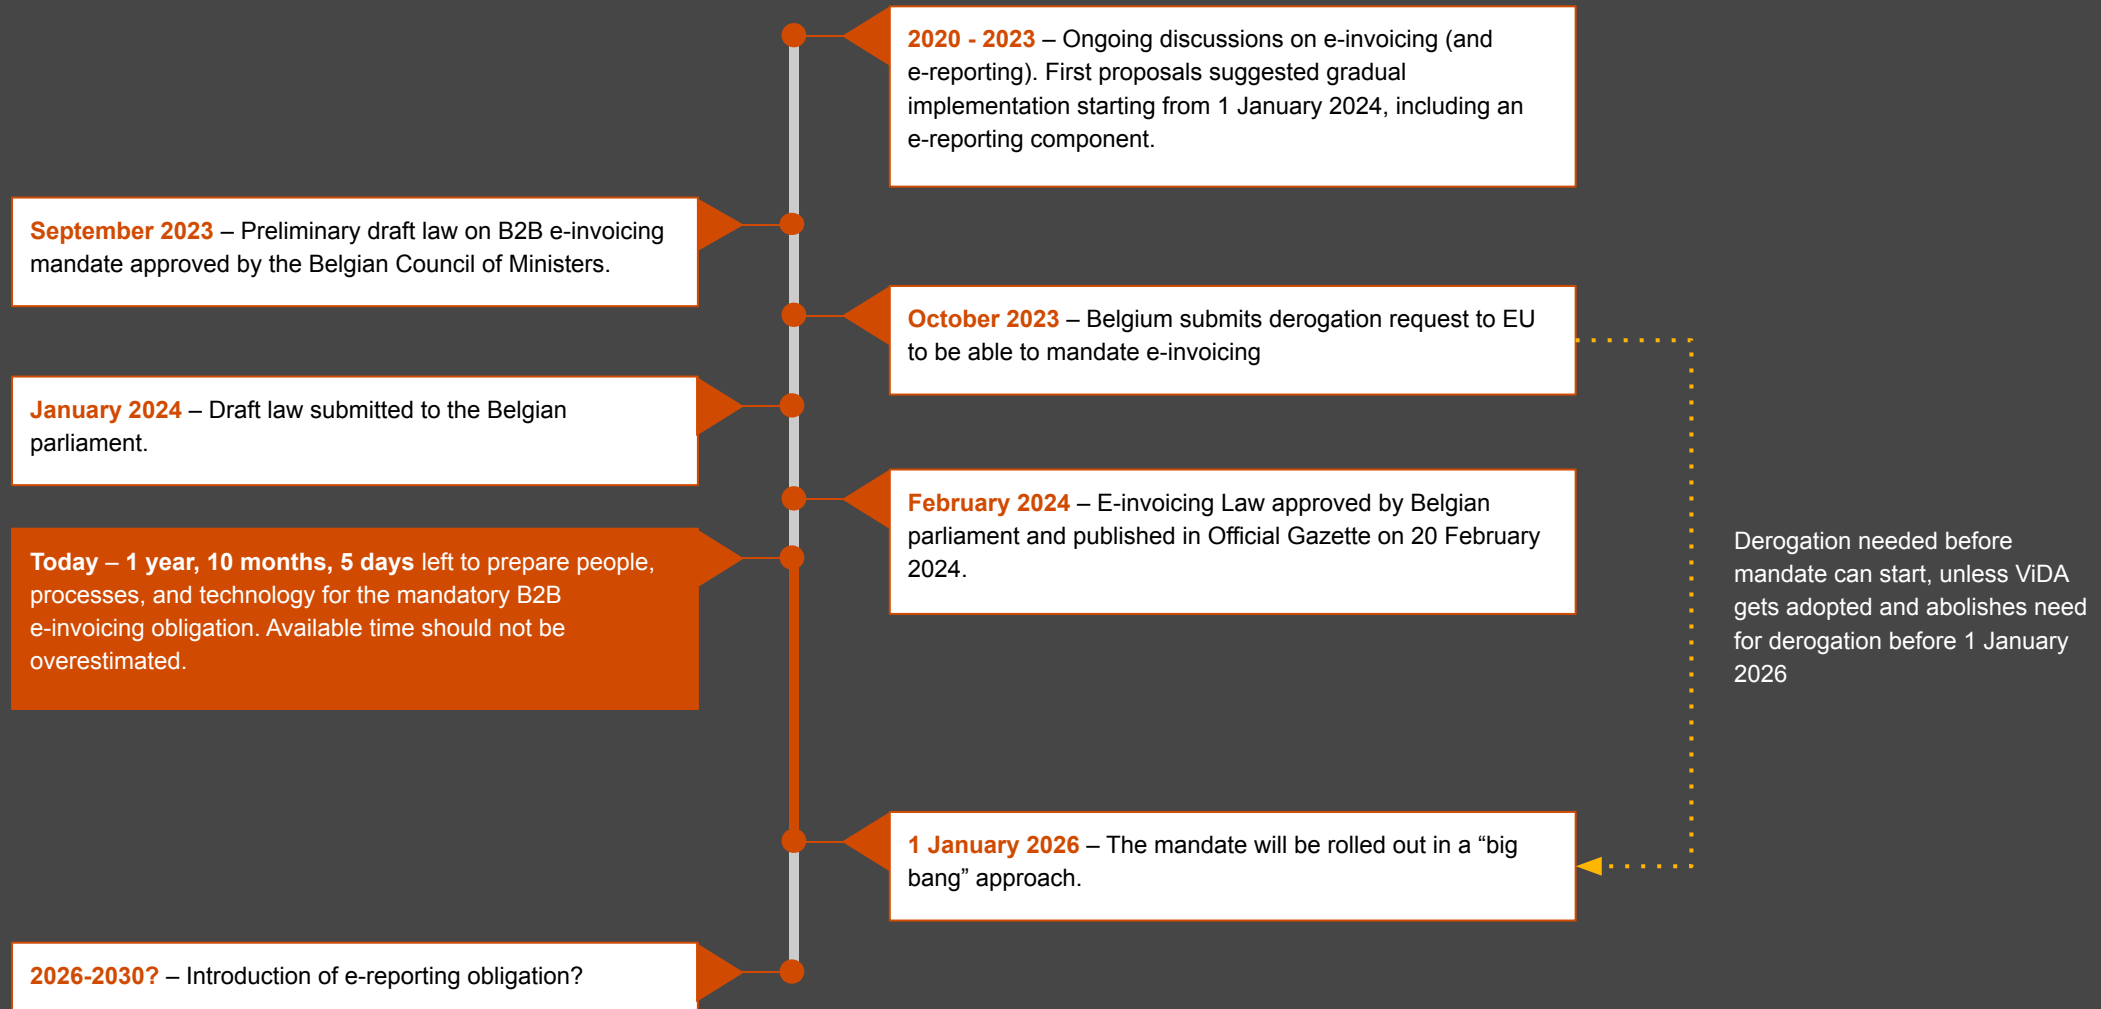 2020 - 2023 – Ongoing discussions on e-invoicing (and
e-reporting). First proposals suggested gradual
implementation starting from 1 January 2024, including an
e-reporting component.
September 2023 – Preliminary draft law on B2B e-invoicing
mandate approved by the Belgian Council of Ministers.
October 2023 – Belgium submits derogation request to EU
to be able to mandate e-invoicing
January 2024 – Draft law submitted to the Belgian
parliament.
February 2024 – E-invoicing Law approved by Belgian
parliament and published in Official Gazette on 20 February
2024.
Today – 1 year, 10 months, 5 days left to prepare people,
processes, and technology for the mandatory B2B
e-invoicing obligation. Available time should not be
overestimated.
Derogation needed before
mandate can start, unless ViDA
gets adopted and abolishes need
for derogation before 1 January
2026
1 January 2026 – The mandate will be rolled out in a “big
bang” approach.
2026-2030? – Introduction of e-reporting obligation?